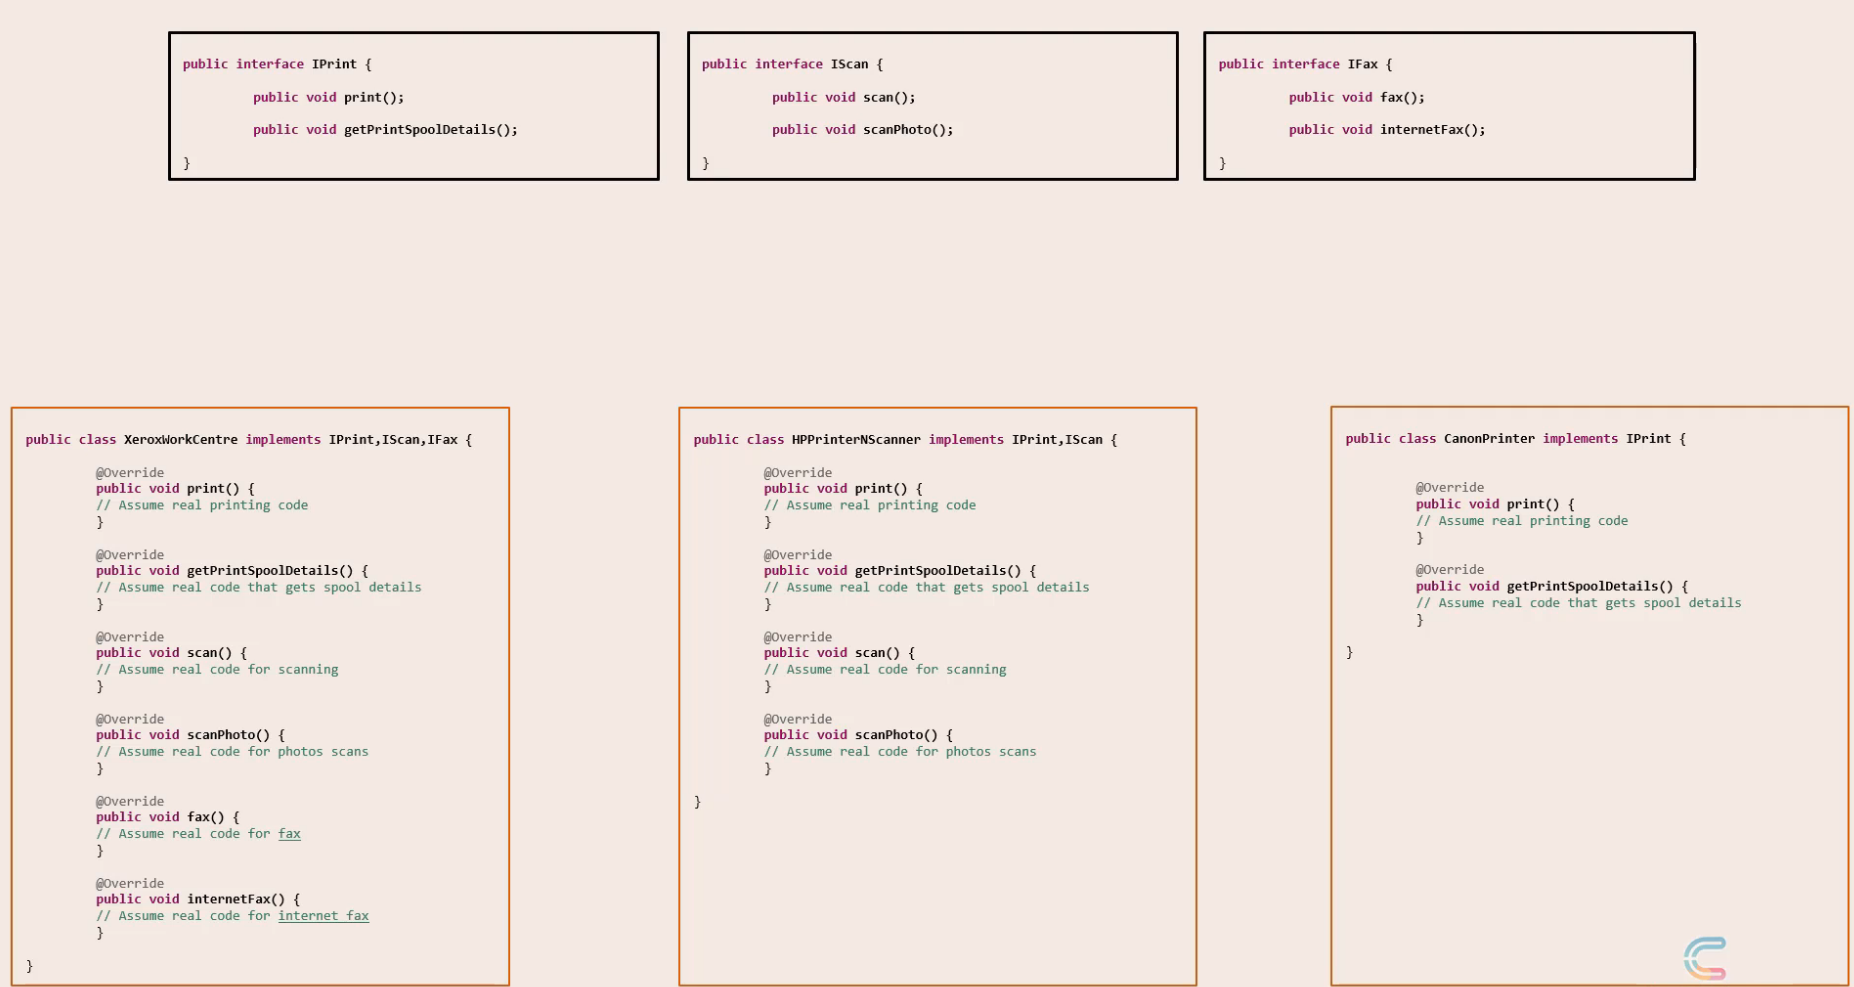 public interface IPrint {
public void print();
public void getPrintSpoolDetails();
}
public interface IScan {
public void scan();
public void scanPhoto();
}
public interface IFax {
public void fax();
public void internetFax();
}
public class XeroxWorkCentre implements IPrint,IScan,IFax {
@Override
public void print() {
// Assume real printing code
}
@Override
public void getPrintSpoolDetails() {
// Assume real code that gets spool details
}
@Override
public void scan() {
// Assume real code for scanning
}
@Override
public void scanPhoto() {
// Assume real code for photos scans
}
@Override
public void fax() {
// Assume real code for fax
}
@Override
public void internetFax() {
// Assume real code for internet fax
}
}
public class HPPrinterNScanner implements IPrint,IScan {
@Override
public void print() {
// Assume real printing code
}
@Override
public void getPrintSpoolDetails() {
// Assume real code that gets spool details
}
@Override
public void scan() {
// Assume real code for scanning
}
@Override
public void scanPhoto() {
// Assume real code for photos scans
}
}
public class CanonPrinter implements IPrint {
@Override
public void print() {
// Assume real printing code
}
@Override
public void getPrintSpoolDetails() {
// Assume real code that gets spool details
}
}